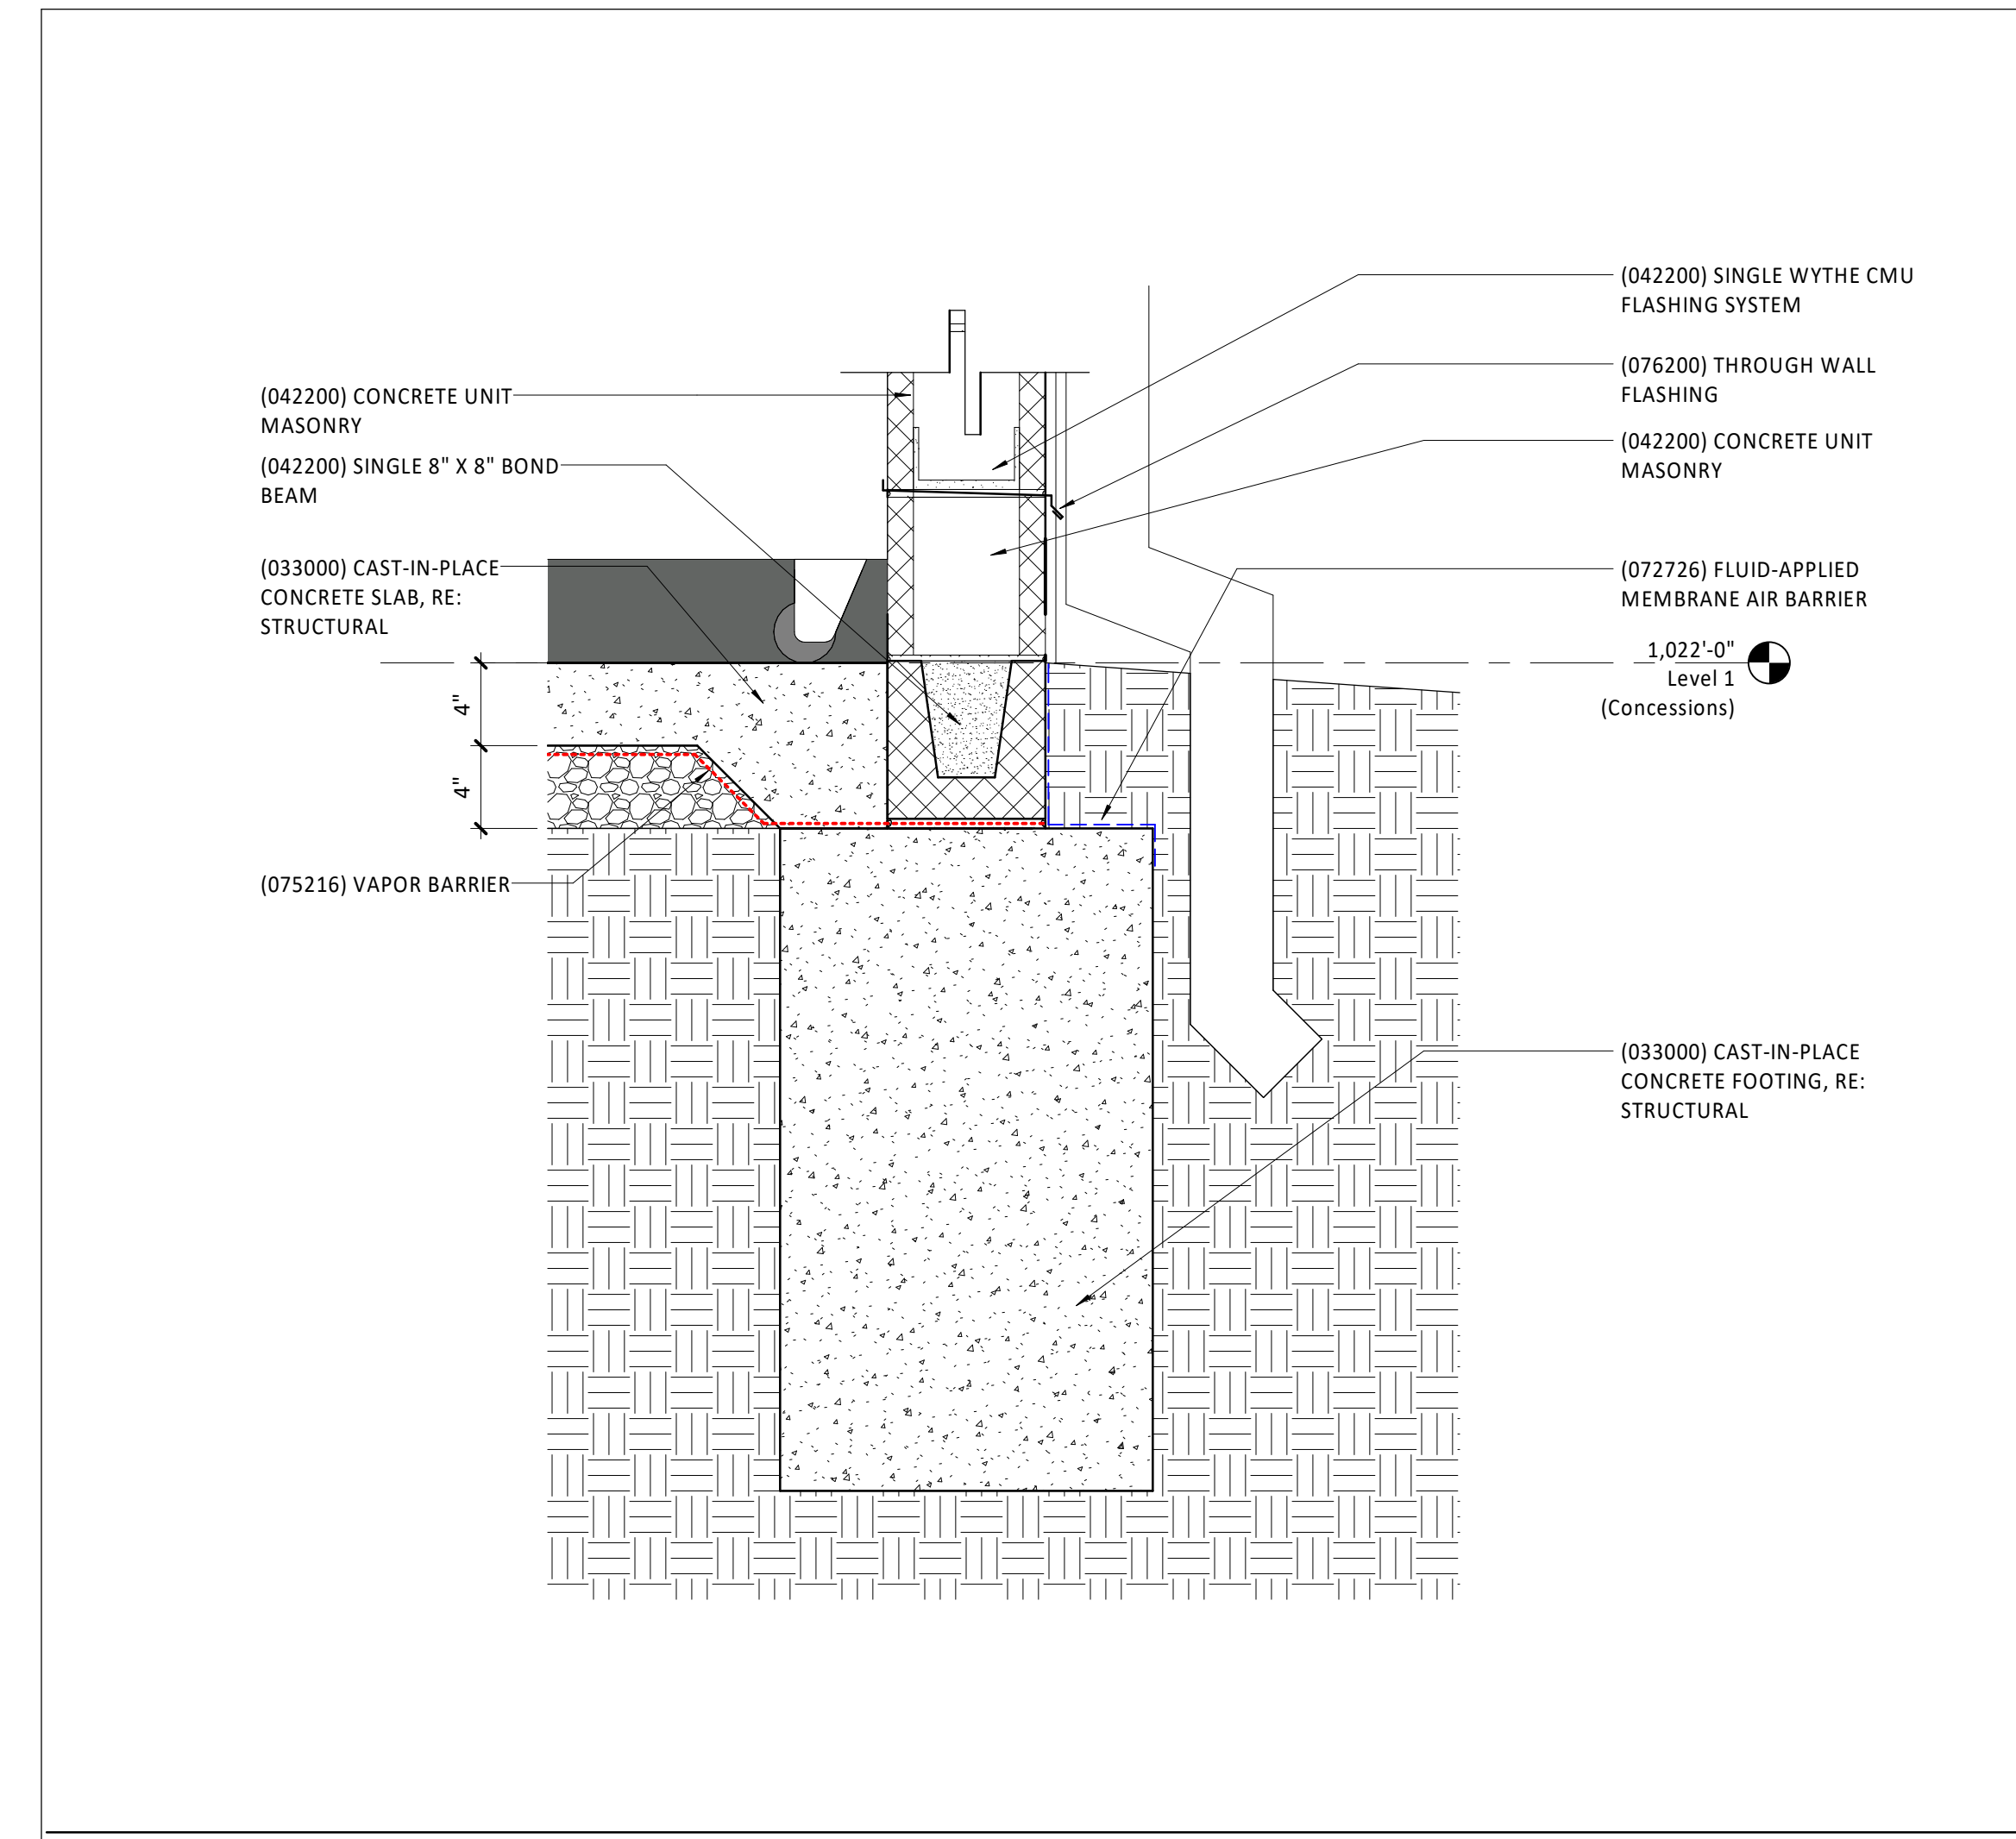 (042200) CONCRETE UNIT
MASONRY
(042200) SINGLE 8" X 8" BOND
BEAM
(033000) CAST-IN-PLACE
CONCRETE SLAB, RE:
STRUCTURAL
4"
4"
(075216) VAPOR BARRIER
(042200) SINGLE WYTHE CMU
FLASHING SYSTEM
(076200) THROUGH WALL
FLASHING
(042200) CONCRETE UNIT
MASONRY
(072726) FLUID-APPLIED
MEMBRANE AIR BARRIER
1,022'-0"
Level 1
(Concessions)
(033000) CAST-IN-PLACE
CONCRETE FOOTING, RE:
STRUCTURAL